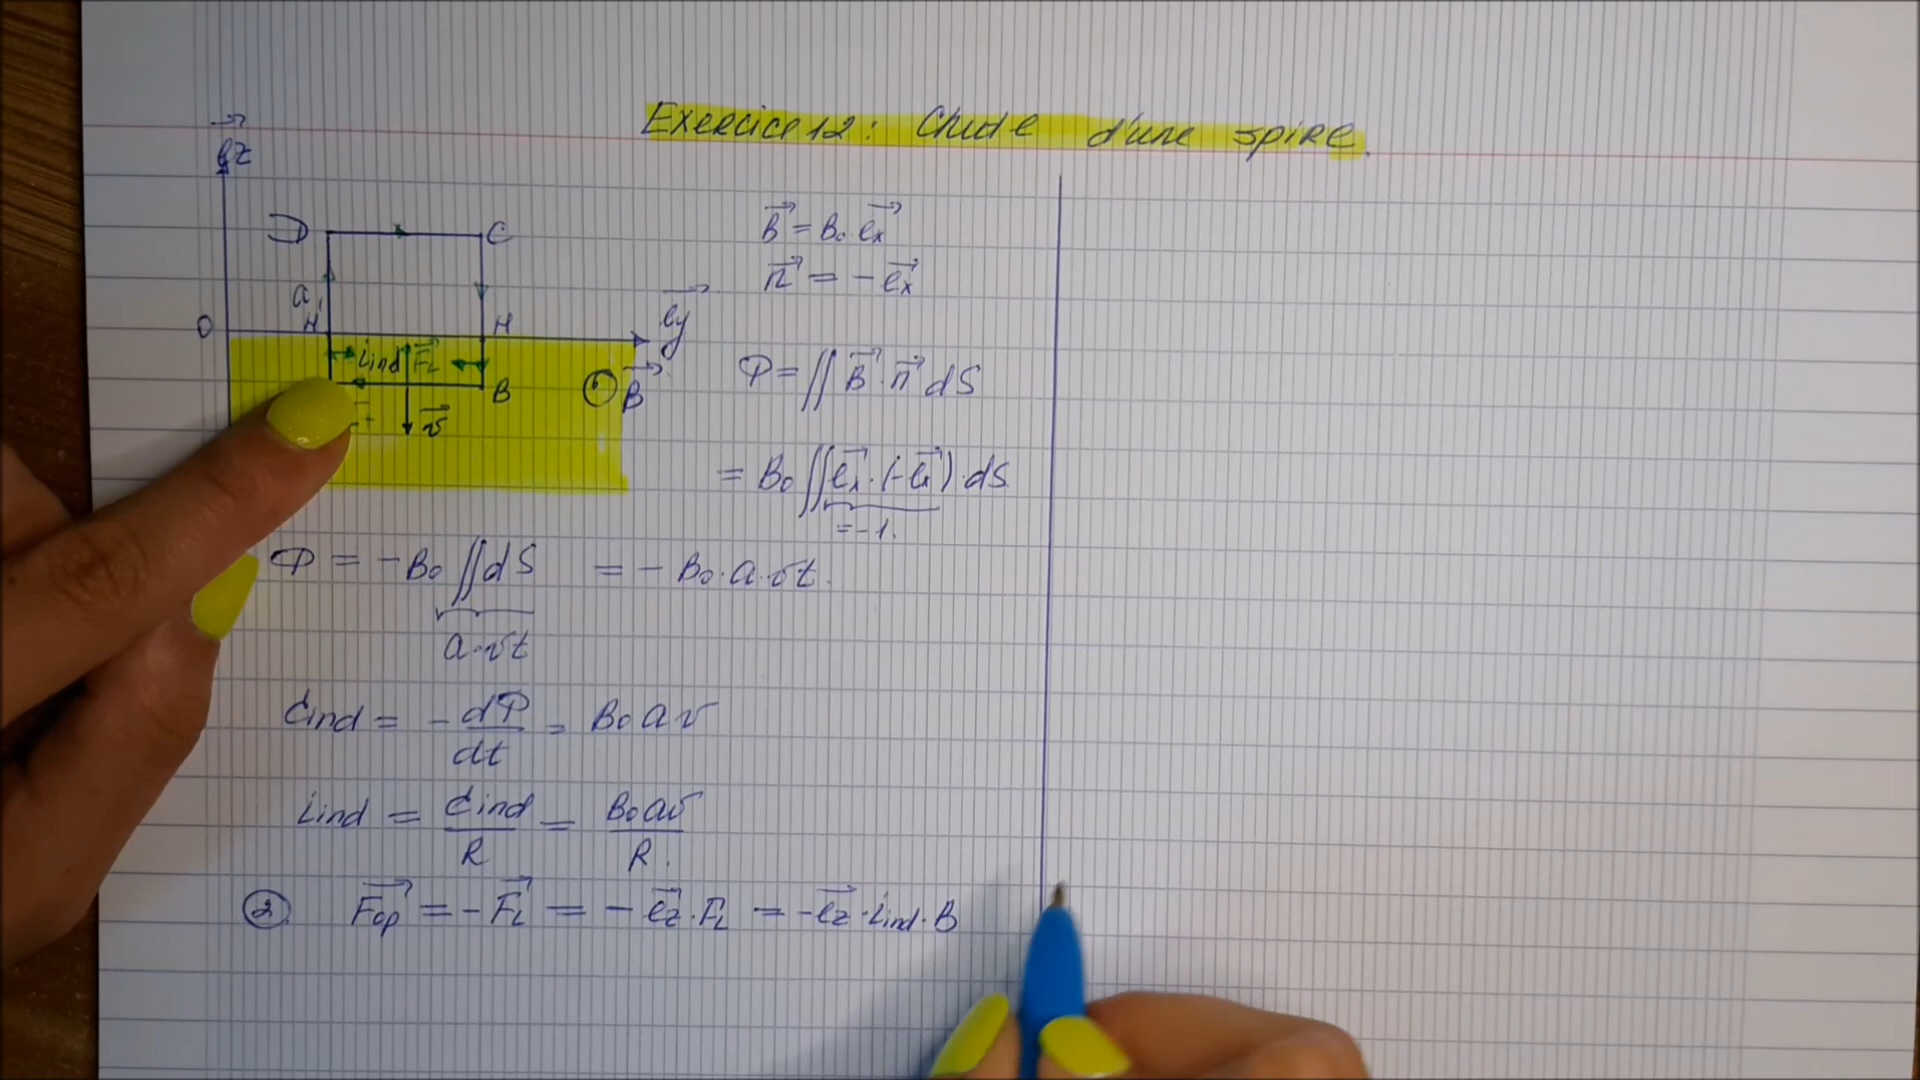 Exercice 12 : Chute d'une spire.
→ez
D C
a
O H' H →ey
iind →FL
B →B
→v
→B = B₀ →ex
→n = - →ex
Φ = ∬ →B · →n dS
= B₀ ∬ →ex · (-→ex) · dS
= -1.
Φ = - B₀ ∬ dS = - B₀ · a · vt.
a · vt
eind = - dΦ/dt = B₀ a v
iind = eind/R = B₀ a v/R.
② →Fop = - →FL = - →ez · FL = - →ez · iind · B